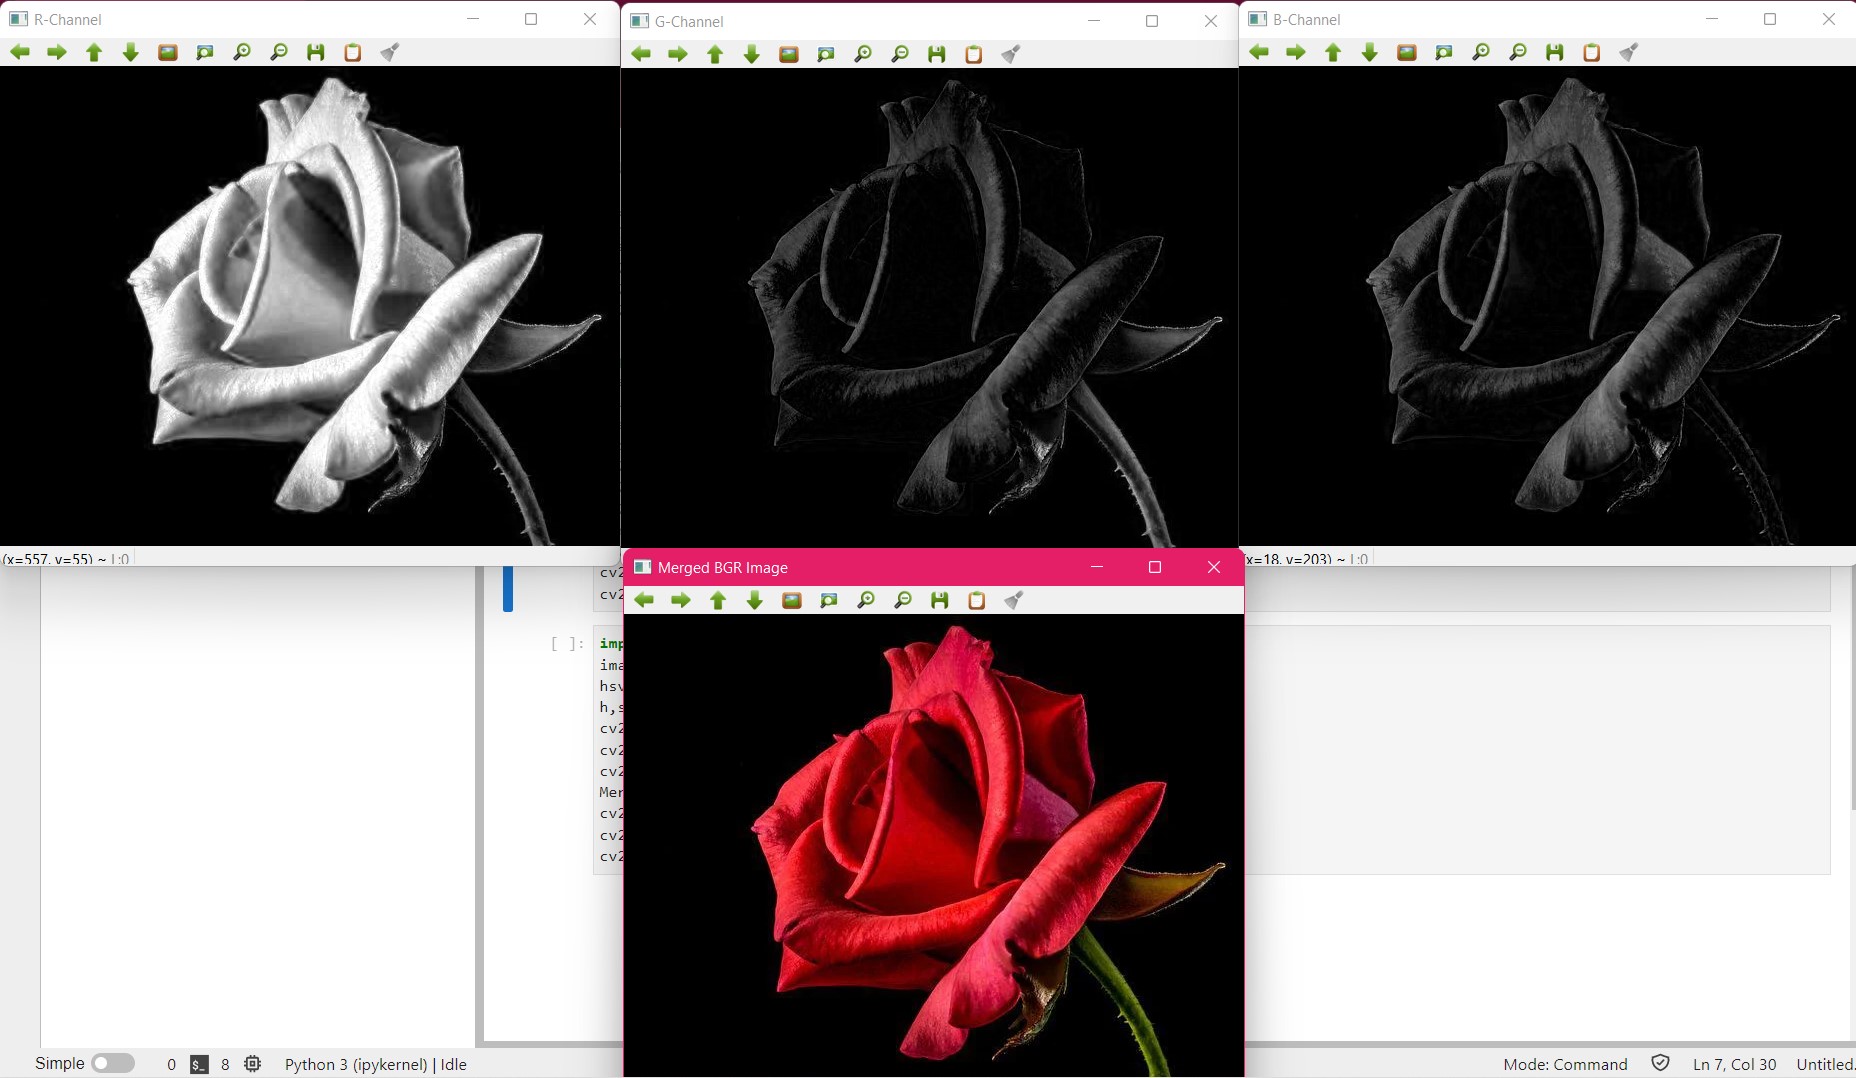 R-Channel
G-Channel
B-Channel
(x=557, y=55) ~ L:0
x=18, y=203) ~ L:0
Merged BGR Image
cv2
cv2
[ ]:
imp
ima
hsv
h,s
cv2
cv2
cv2
Mer
cv2
cv2
cv2
Simple
0
$_
8
Python 3 (ipykernel) | Idle
Mode: Command
Ln 7, Col 30
Untitled.